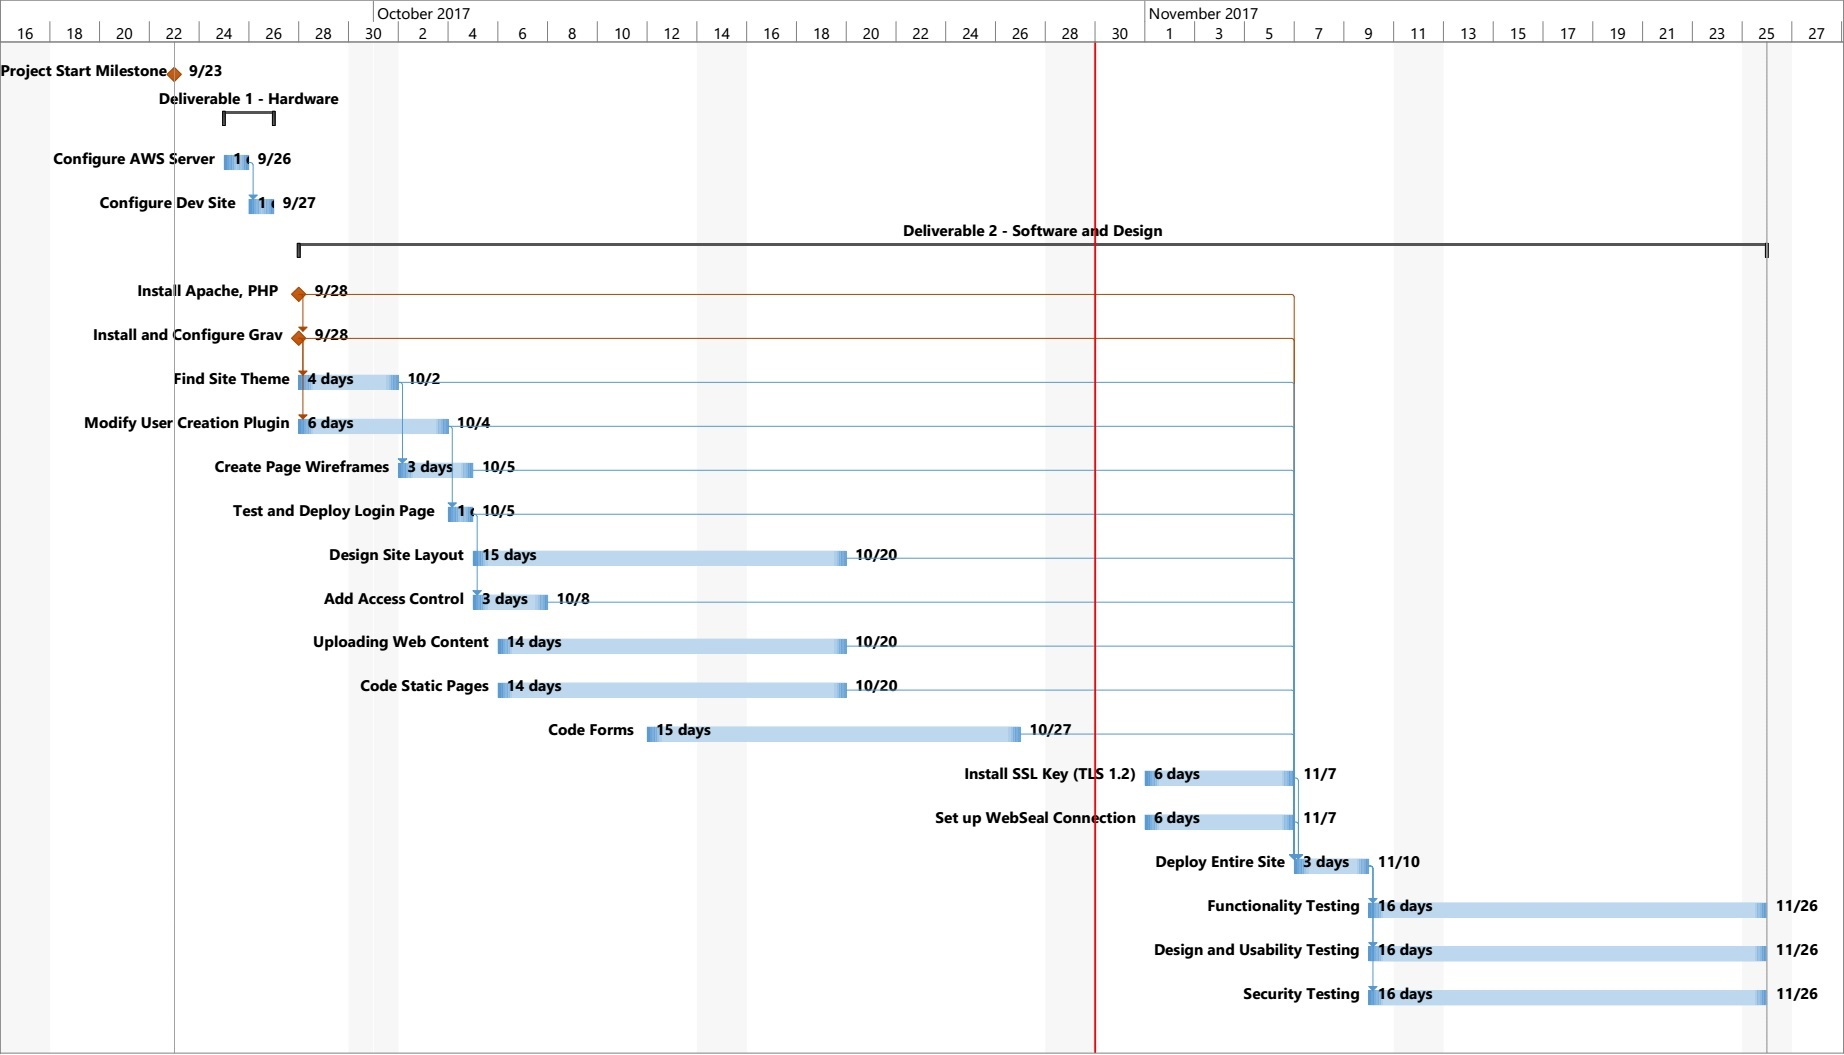 October 2017 November 2017
16 18 20 22 24 26 28 30 2 4 6 8 10 12 14 16 18 20 22 24 26 28 30 1 3 5 7 9 11 13 15 17 19 21 23 25 27
Project Start Milestone 9/23
Deliverable 1 - Hardware
Configure AWS Server 1 9/26
Configure Dev Site 1 9/27
Deliverable 2 - Software and Design
Install Apache, PHP 9/28
Install and Configure Grav 9/28
Find Site Theme 4 days 10/2
Modify User Creation Plugin 6 days 10/4
Create Page Wireframes 3 days 10/5
Test and Deploy Login Page 1 10/5
Design Site Layout 15 days 10/20
Add Access Control 3 days 10/8
Uploading Web Content 14 days 10/20
Code Static Pages 14 days 10/20
Code Forms 15 days 10/27
Install SSL Key (TLS 1.2) 6 days 11/7
Set up WebSeal Connection 6 days 11/7
Deploy Entire Site 3 days 11/10
Functionality Testing 16 days 11/26
Design and Usability Testing 16 days 11/26
Security Testing 16 days 11/26